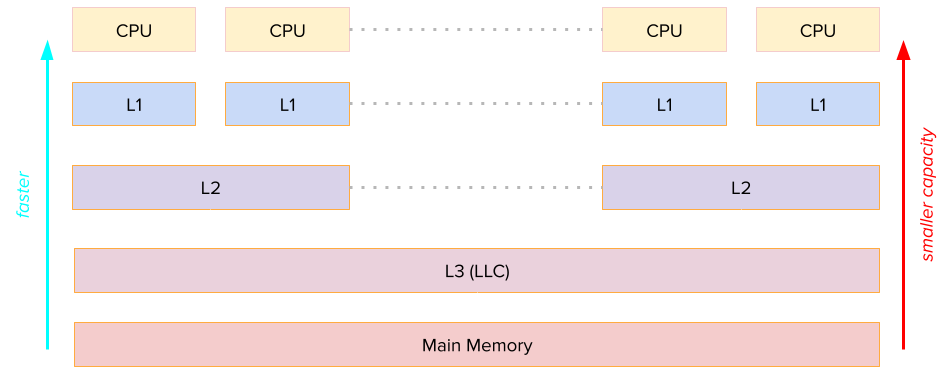 CPU CPU CPU CPU
L1 L1 L1 L1
L2 L2
L3 (LLC)
Main Memory
faster
smaller capacity